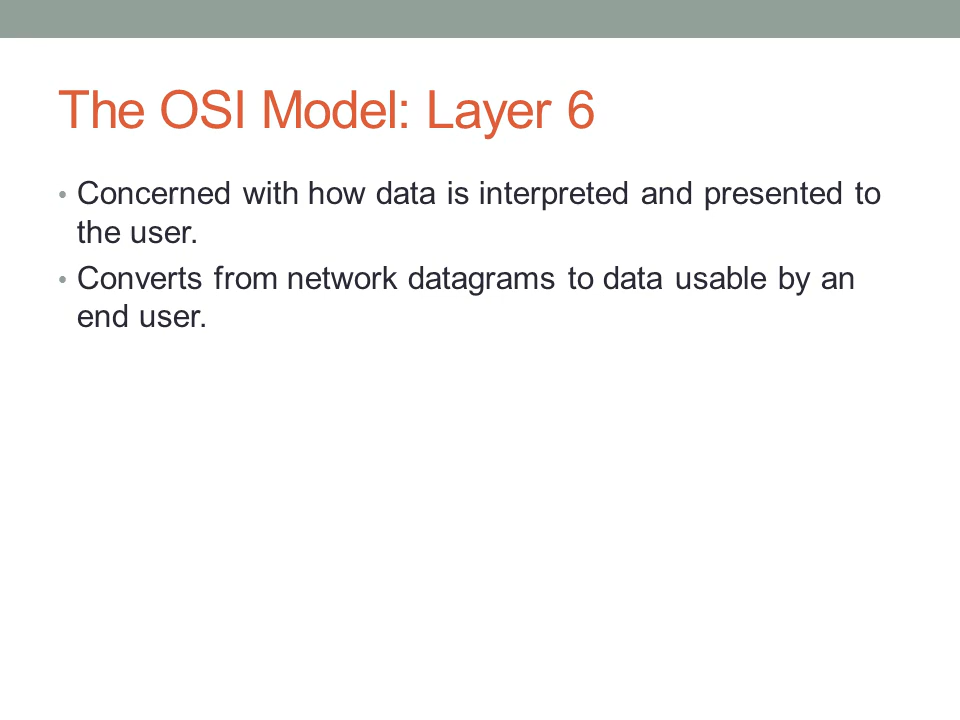 The OSI Model: Layer 6
• Concerned with how data is interpreted and presented to
the user.
• Converts from network datagrams to data usable by an
end user.